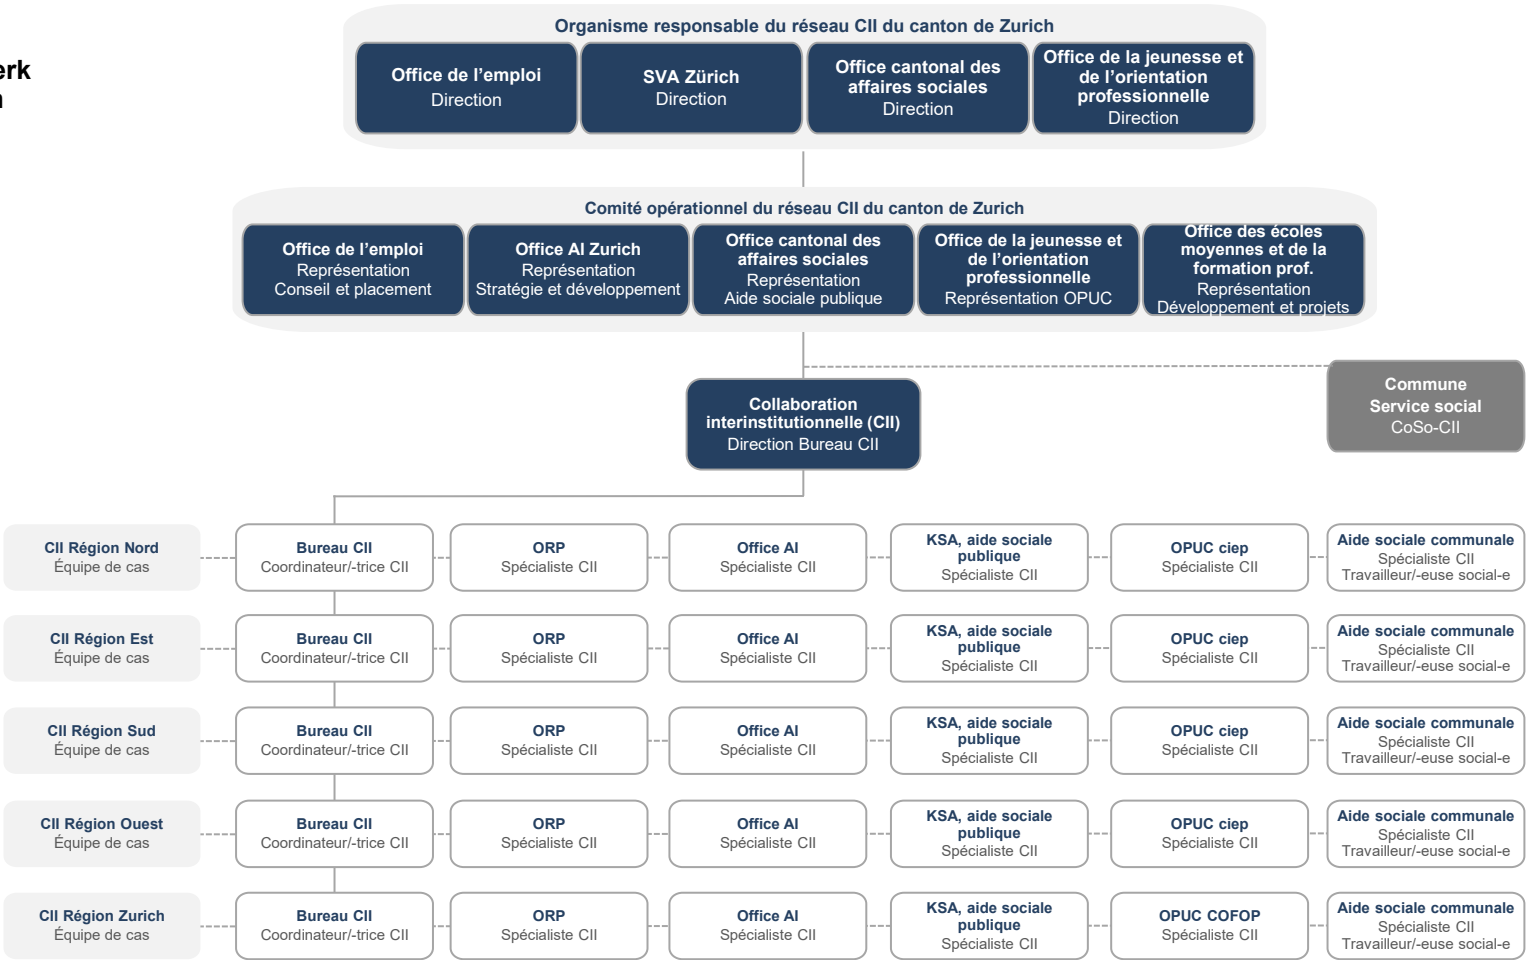 erk
Organisme responsable du réseau CII du canton de Zurich
Office de l’emploi
Direction
SVA Zürich
Direction
Office cantonal des
affaires sociales
Direction
Office de la jeunesse et
de l’orientation
professionnelle
Direction
Comité opérationnel du réseau CII du canton de Zurich
Office de l’emploi
Représentation
Conseil et placement
Office AI Zurich
Représentation
Stratégie et développement
Office cantonal des
affaires sociales
Représentation
Aide sociale publique
Office de la jeunesse et
de l’orientation
professionnelle
Représentation OPUC
Office des écoles
moyennes et de la
formation prof.
Représentation
Développement et projets
Collaboration
interinstitutionnelle (CII)
Direction Bureau CII
Commune
Service social
CoSo-CII
CII Région Nord
Équipe de cas
Bureau CII
Coordinateur/-trice CII
ORP
Spécialiste CII
Office AI
Spécialiste CII
KSA, aide sociale
publique
Spécialiste CII
OPUC ciep
Spécialiste CII
Aide sociale communale
Spécialiste CII
Travailleur/-euse social-e
CII Région Est
Équipe de cas
Bureau CII
Coordinateur/-trice CII
ORP
Spécialiste CII
Office AI
Spécialiste CII
KSA, aide sociale
publique
Spécialiste CII
OPUC ciep
Spécialiste CII
Aide sociale communale
Spécialiste CII
Travailleur/-euse social-e
CII Région Sud
Équipe de cas
Bureau CII
Coordinateur/-trice CII
ORP
Spécialiste CII
Office AI
Spécialiste CII
KSA, aide sociale
publique
Spécialiste CII
OPUC ciep
Spécialiste CII
Aide sociale communale
Spécialiste CII
Travailleur/-euse social-e
CII Région Ouest
Équipe de cas
Bureau CII
Coordinateur/-trice CII
ORP
Spécialiste CII
Office AI
Spécialiste CII
KSA, aide sociale
publique
Spécialiste CII
OPUC ciep
Spécialiste CII
Aide sociale communale
Spécialiste CII
Travailleur/-euse social-e
CII Région Zurich
Équipe de cas
Bureau CII
Coordinateur/-trice CII
ORP
Spécialiste CII
Office AI
Spécialiste CII
KSA, aide sociale
publique
Spécialiste CII
OPUC COFOP
Spécialiste CII
Aide sociale communale
Spécialiste CII
Travailleur/-euse social-e